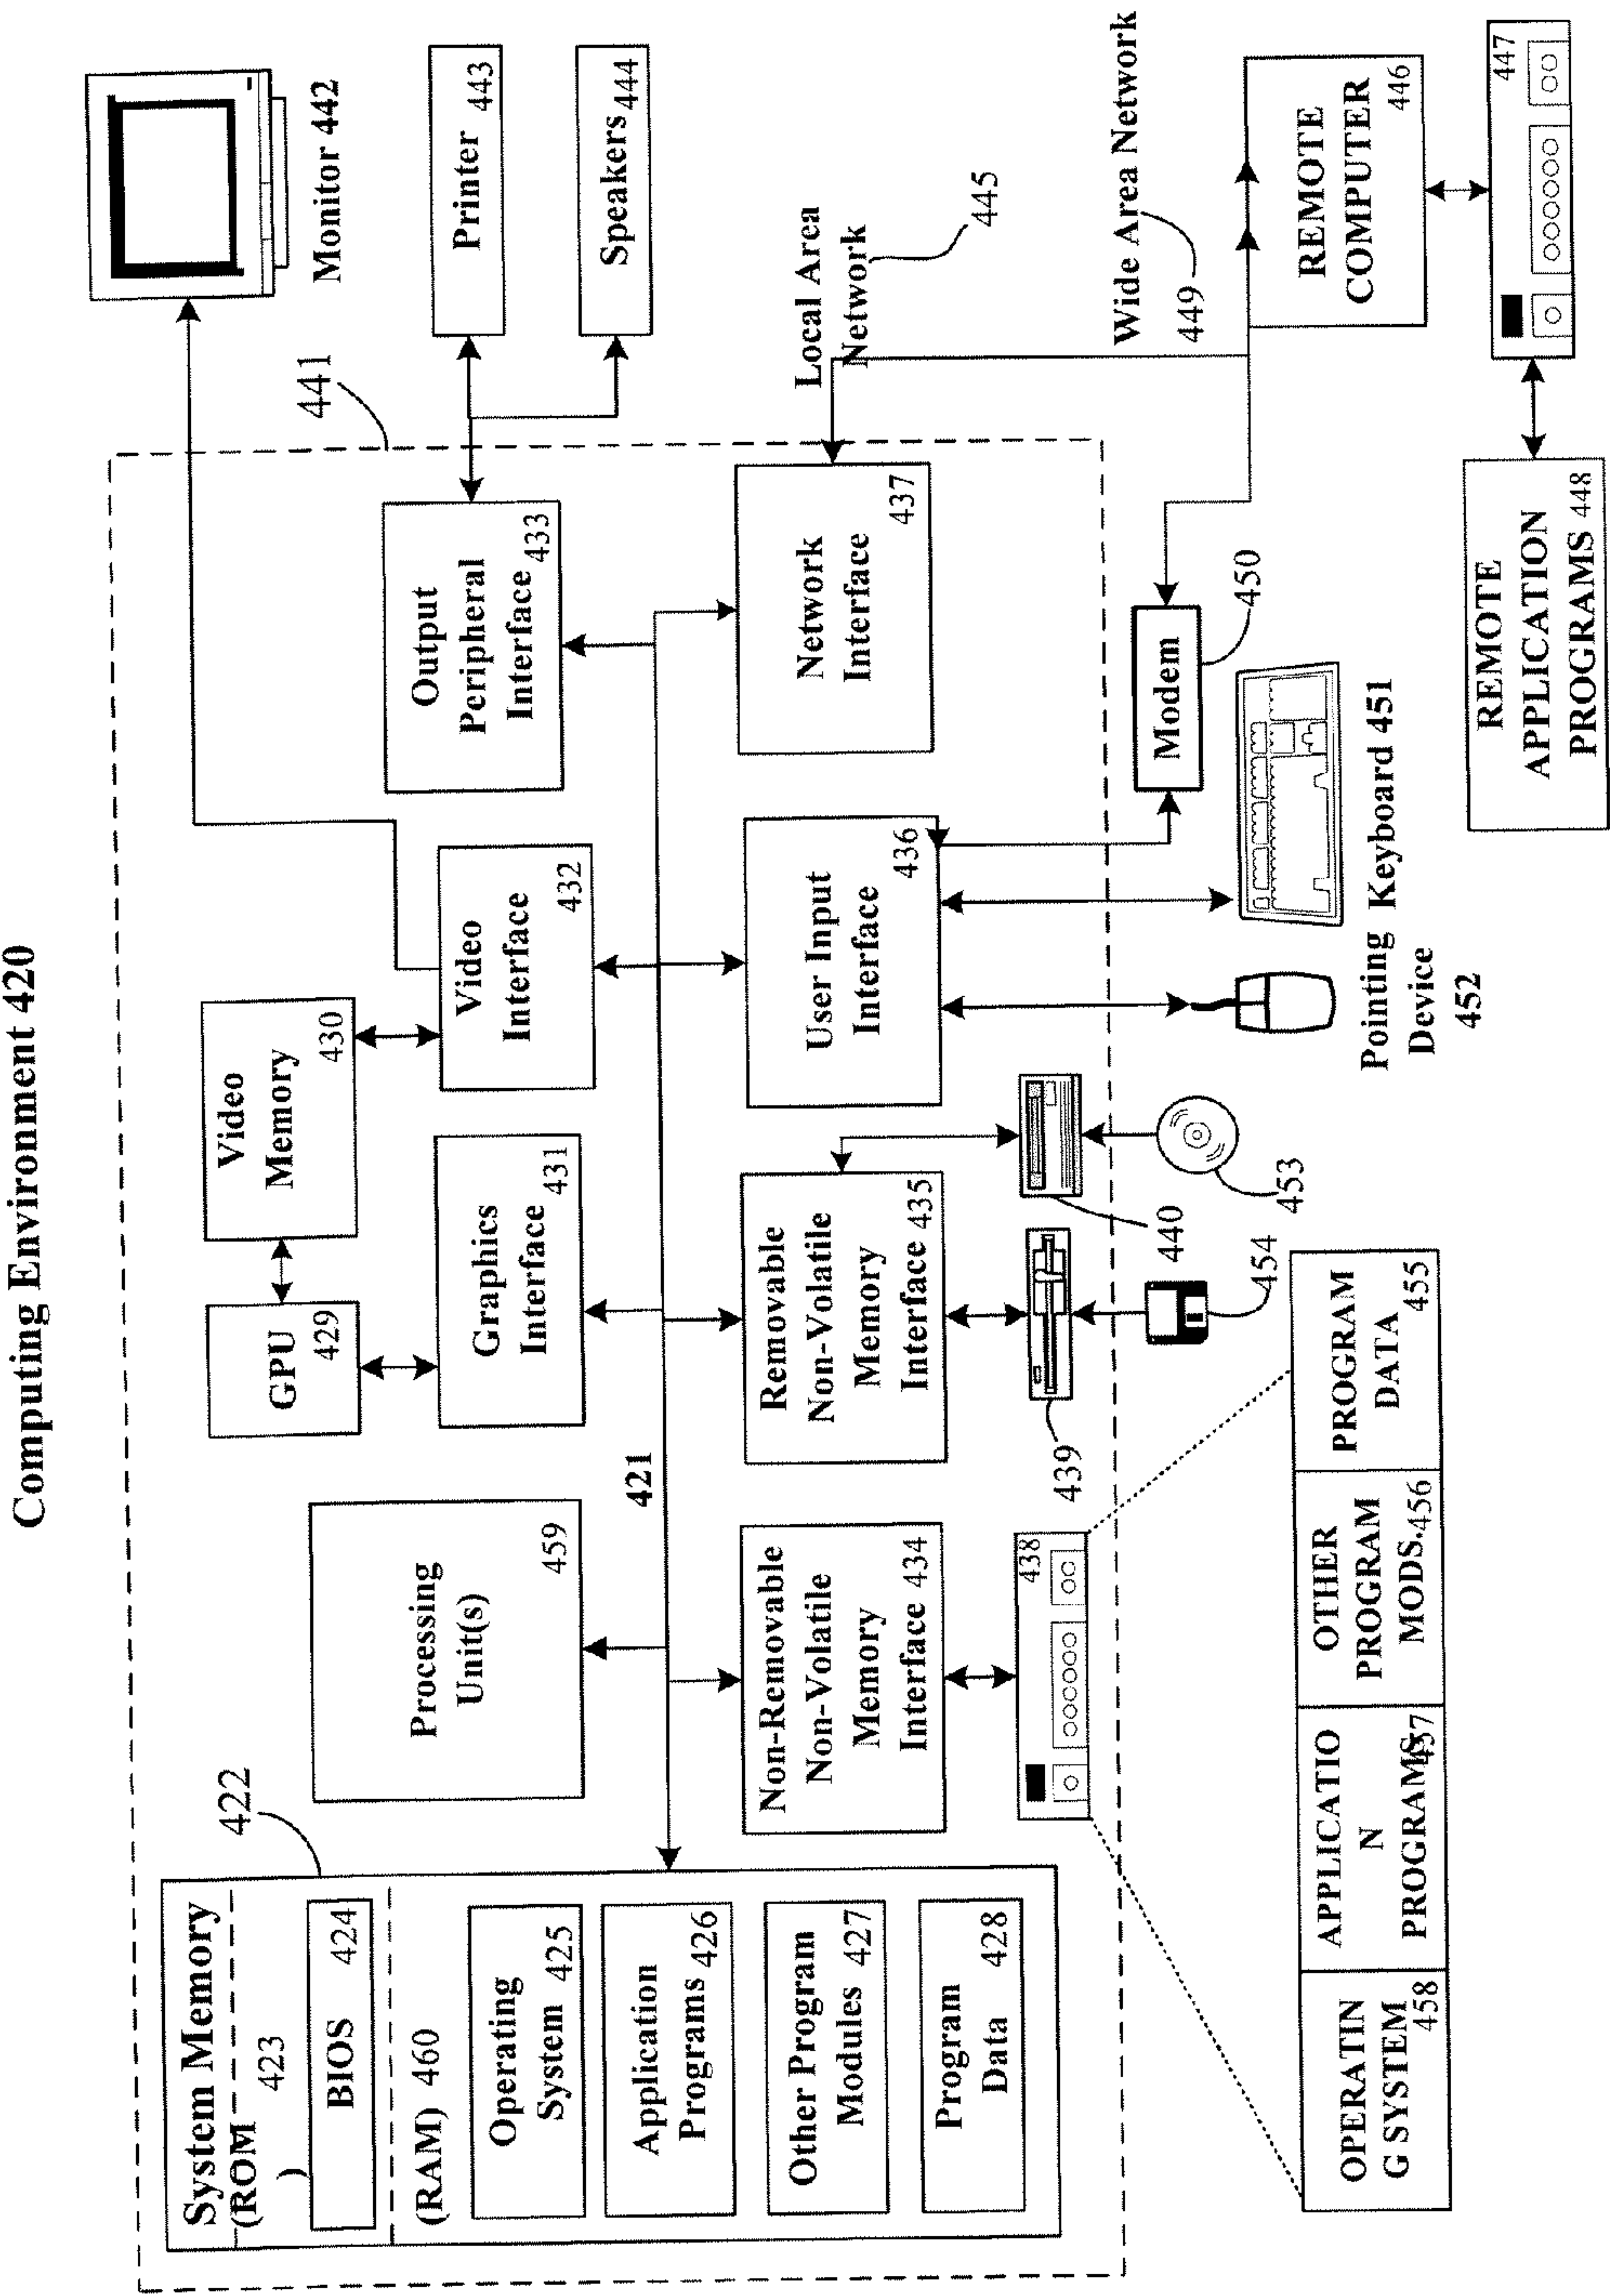 Computing Environment 420
System Memory
422
(ROM
)
423
BIOS
424
(RAM) 460
Operating
System 425
Application
Programs 426
Other Program
Modules 427
Program
Data
428
Processing
Unit(s)
459
421
GPU
429
Video
Memory
430
Graphics
Interface
431
Video
Interface
432
Output
Peripheral
Interface
433
441
Monitor 442
Printer
443
Speakers
444
Non-Removable
Non-Volatile
Memory
Interface 434
Removable
Non-Volatile
Memory
Interface 435
User Input
Interface
436
Network
Interface
437
Local Area
Network
445
438
439
440
454
453
Pointing
Device
452
Keyboard 451
Modem
450
Wide Area Network
449
REMOTE
COMPUTER
446
447
REMOTE
APPLICATION
PROGRAMS 448
OPERATIN
G SYSTEM
458
APPLICATIO
N
PROGRAMS
457
OTHER
PROGRAM
MODS.
456
PROGRAM
DATA
455